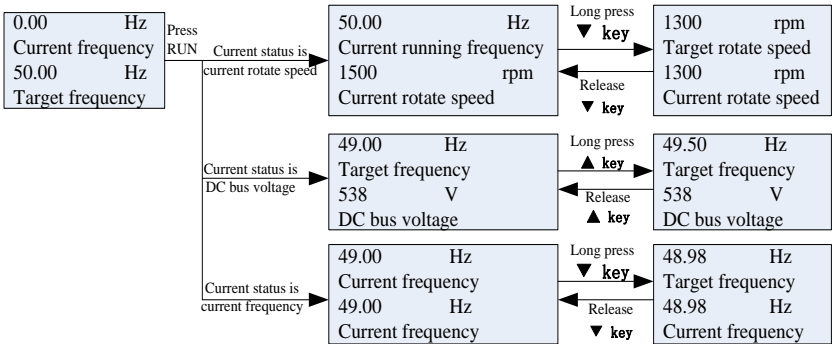 0.00 Hz
Current frequency
50.00 Hz
Target frequency
Press
RUN
Current status is
current rotate speed
50.00 Hz
Current running frequency
1500 rpm
Current rotate speed
Long press
▼ key
Release
▼ key
1300 rpm
Target rotate speed
1300 rpm
Current rotate speed
Current status is
DC bus voltage
49.00 Hz
Target frequency
538 V
DC bus voltage
Long press
▲ key
Release
▲ key
49.50 Hz
Target frequency
538 V
DC bus voltage
Current status is
current frequency
49.00 Hz
Current frequency
49.00 Hz
Current frequency
Long press
▼ key
Release
▼ key
48.98 Hz
Target frequency
48.98 Hz
Current frequency